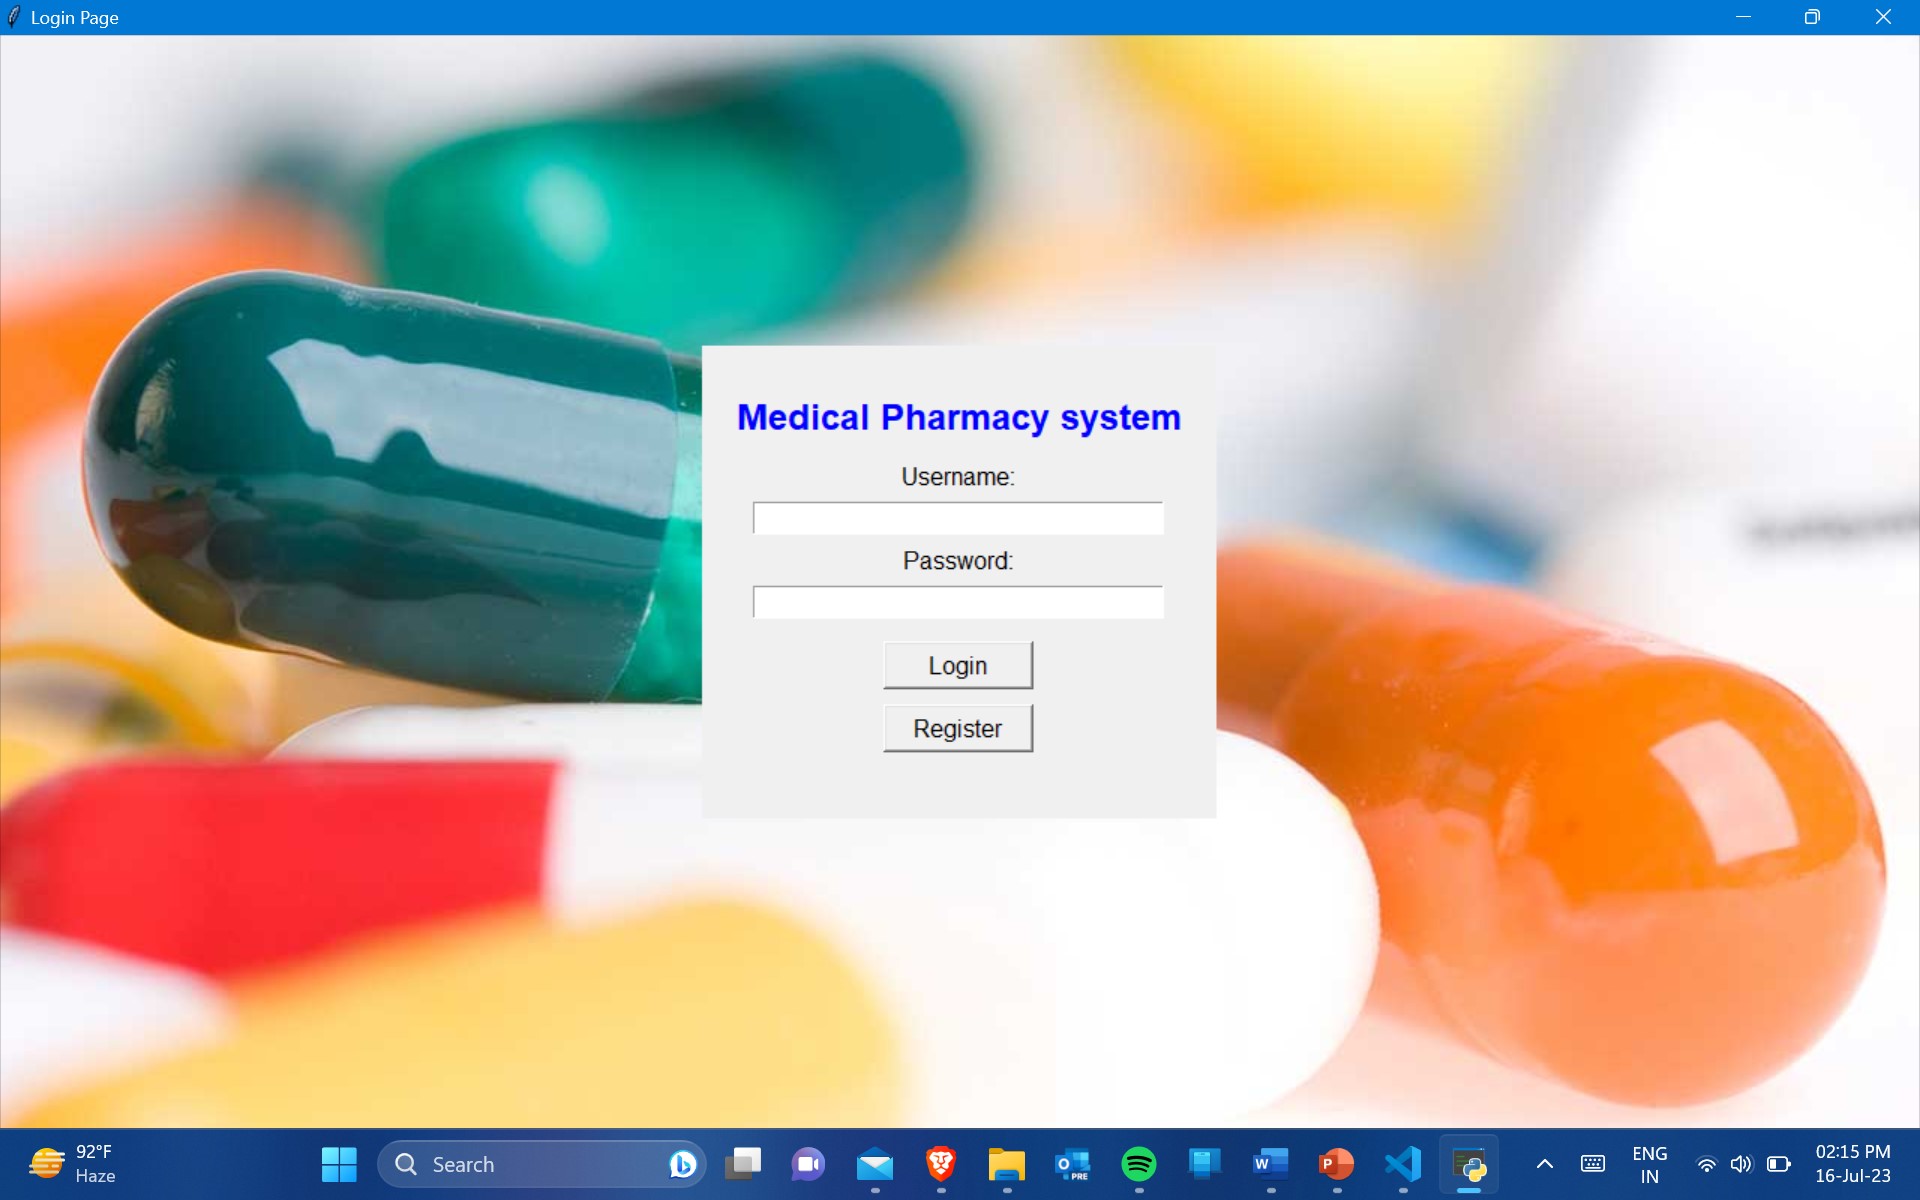 Login Page
Medical Pharmacy system
Username:
Password:
Login
Register
92°F
Haze
Search
PRE
ENG
IN
02:15 PM
16-Jul-23